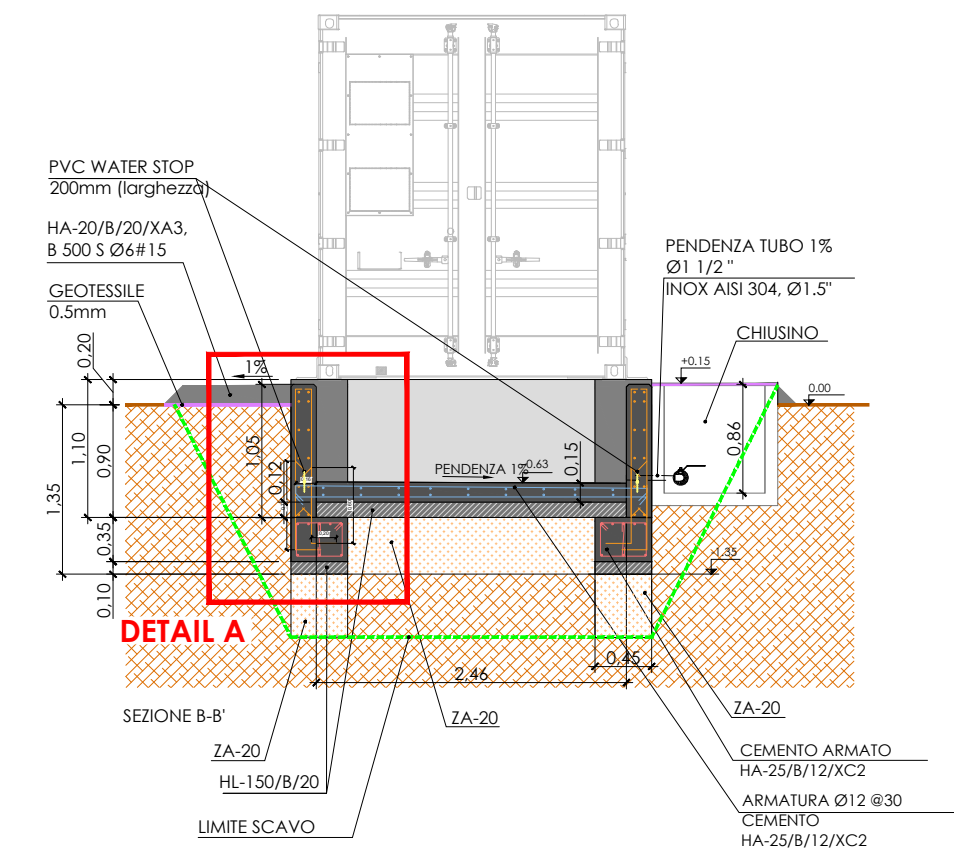 PVC WATER STOP
200mm (larghezza)
HA-20/B/20/XA3,
B 500 S Ø6#15
GEOTESSILE
0.5mm
PENDENZA TUBO 1%
Ø1 1/2 "
INOX AISI 304, Ø1.5"
CHIUSINO
+0.15
0.00
0,20
1%
1,10
0,90
1,35
1,05
0,12
PENDENZA 1%
-0.63
0,15
0,86
0,35
0,20
-1.35
0,10
DETAIL A
0,45
2,46
SEZIONE B-B'
ZA-20
ZA-20
ZA-20
HL-150/B/20
LIMITE SCAVO
CEMENTO ARMATO
HA-25/B/12/XC2
ARMATURA Ø12 @30
CEMENTO
HA-25/B/12/XC2